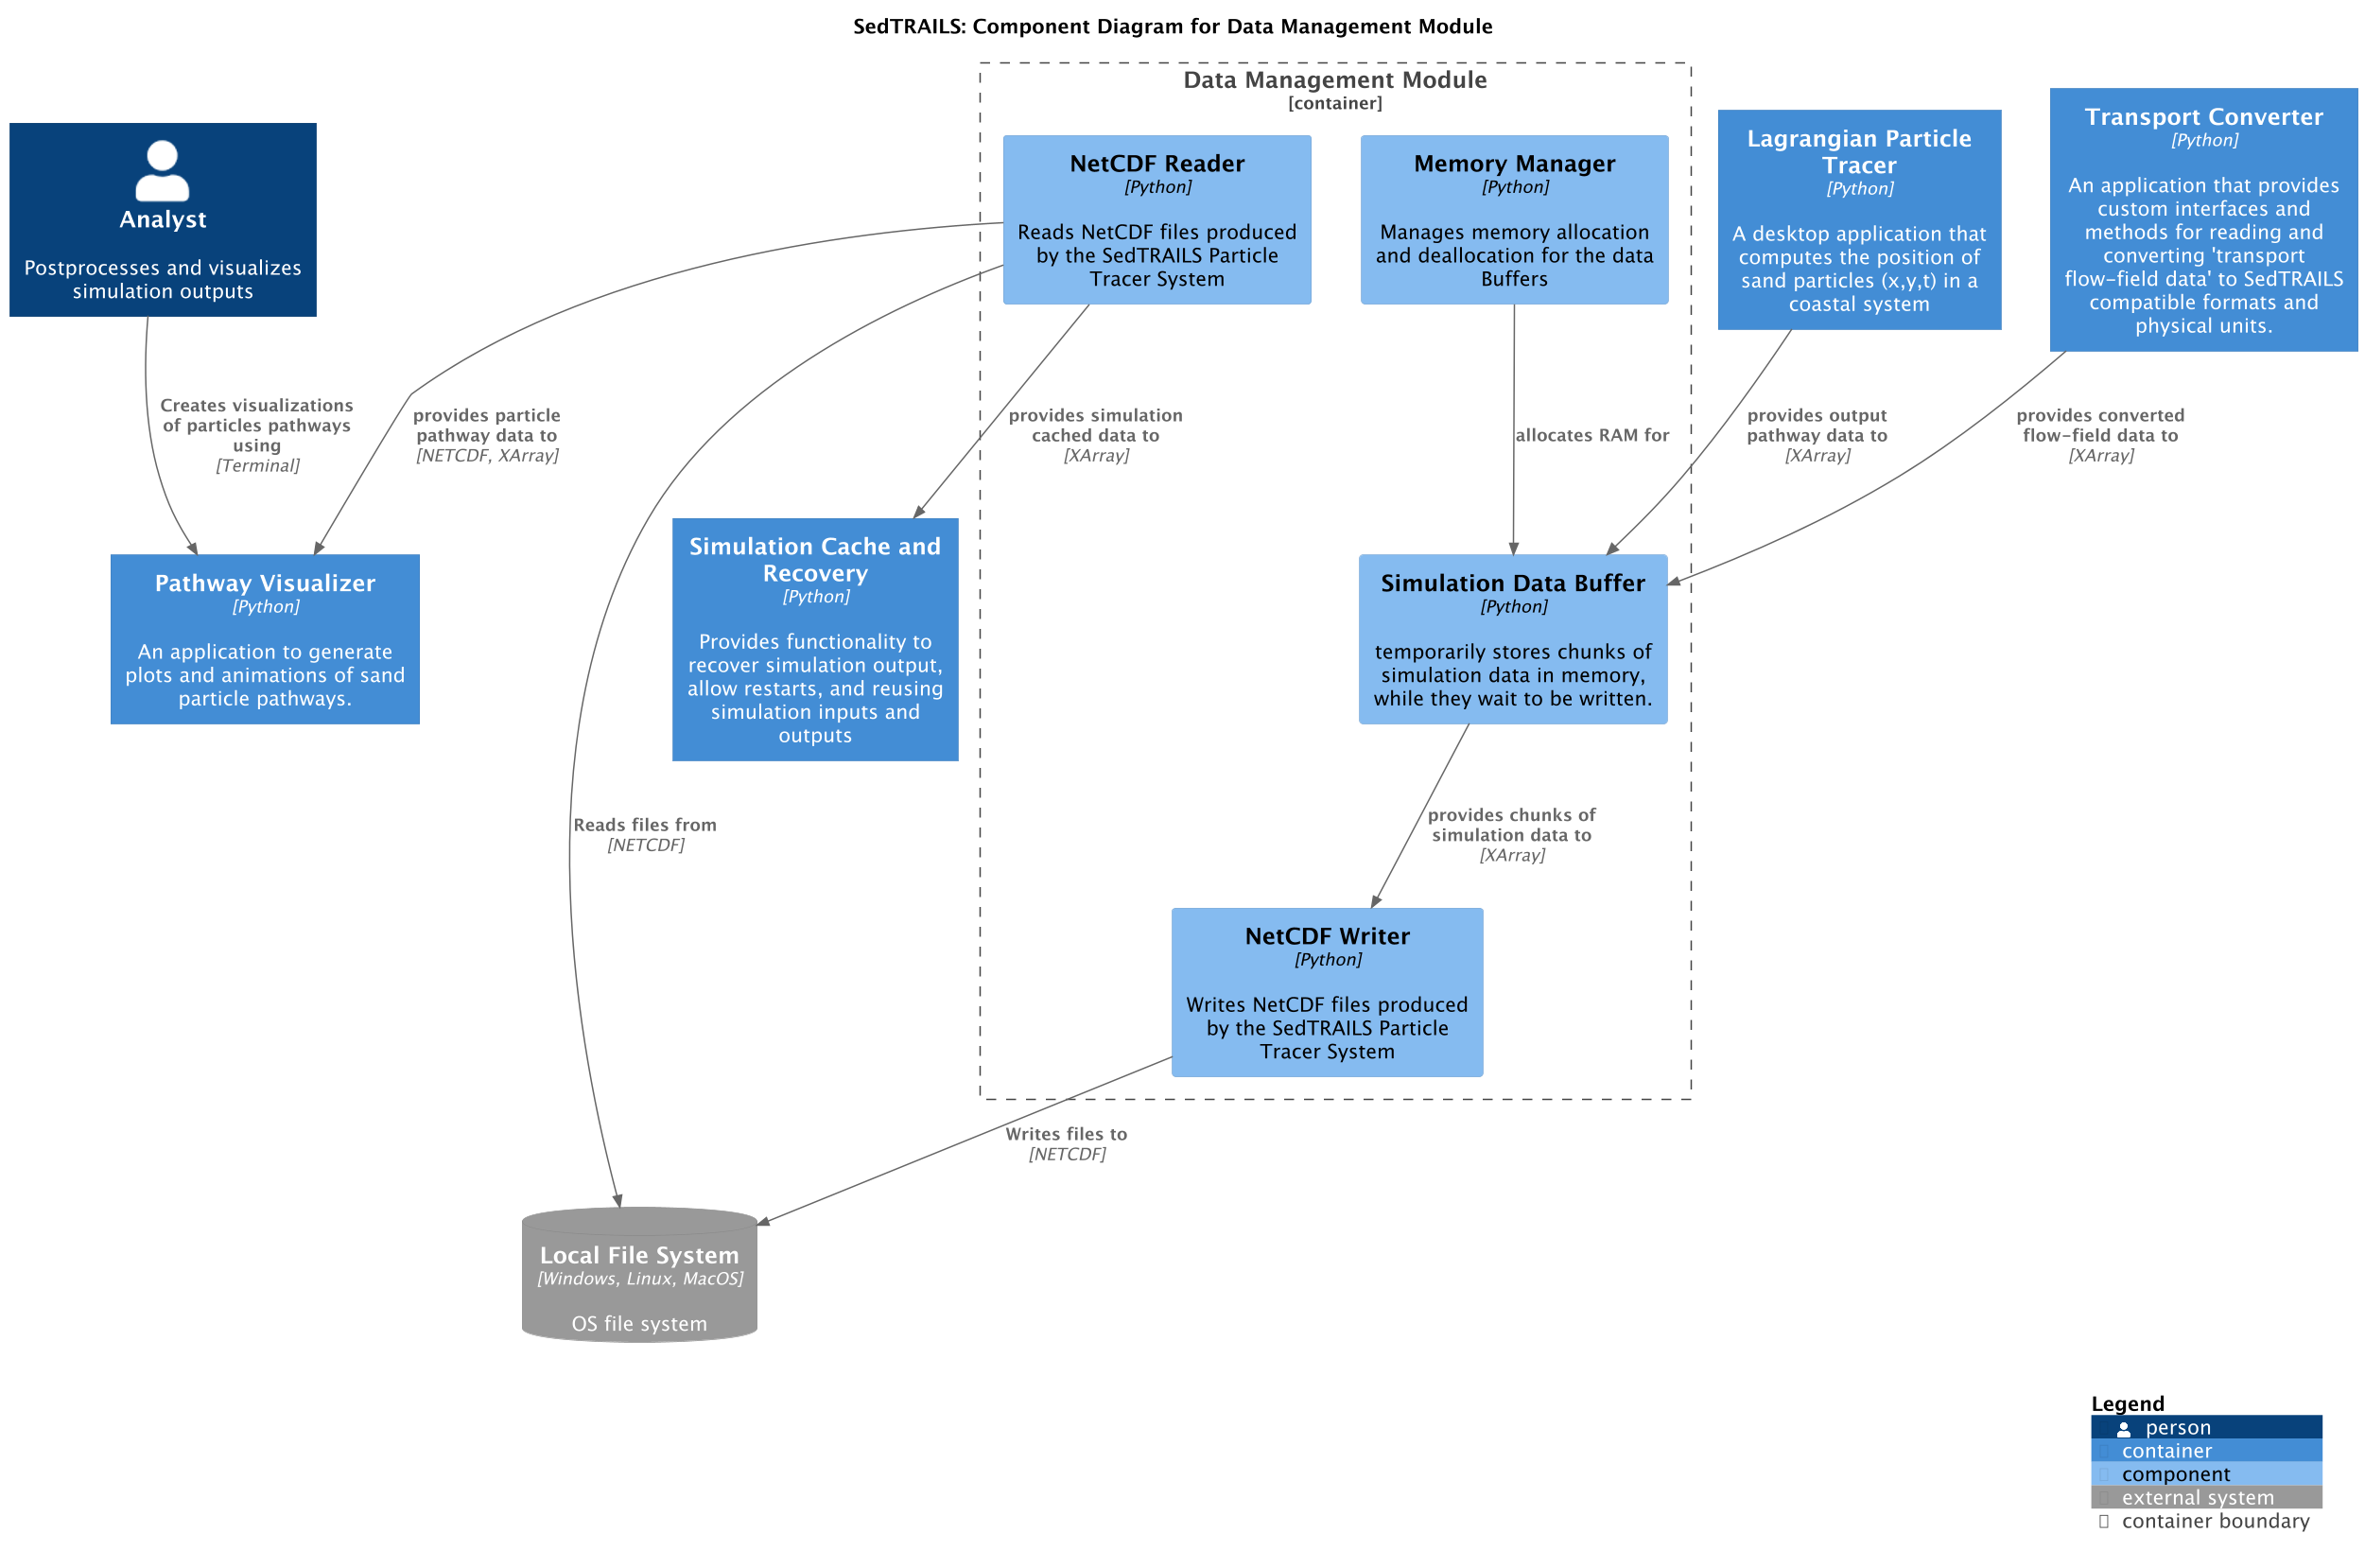 SedTRAILS: Component Diagram for Data Management Module
Data Management Module
[container]
Analyst
Postprocesses and visualizes
simulation outputs
NetCDF Reader
[Python]
Reads NetCDF files produced
by the SedTRAILS Particle
Tracer System
Memory Manager
[Python]
Manages memory allocation
and deallocation for the data
Buffers
Lagrangian Particle
Tracer
[Python]
A desktop application that
computes the position of
sand particles (x,y,t) in a
coastal system
Transport Converter
[Python]
An application that provides
custom interfaces and
methods for reading and
converting 'transport
flow-field data' to SedTRAILS
compatible formats and
physical units.
Creates visualizations
of particles pathways
using
[Terminal]
provides particle
pathway data to
[NETCDF, XArray]
provides simulation
cached data to
[XArray]
allocates RAM for
provides output
pathway data to
[XArray]
provides converted
flow-field data to
[XArray]
Pathway Visualizer
[Python]
An application to generate
plots and animations of sand
particle pathways.
Simulation Cache and
Recovery
[Python]
Provides functionality to
recover simulation output,
allow restarts, and reusing
simulation inputs and
outputs
Simulation Data Buffer
[Python]
temporarily stores chunks of
simulation data in memory,
while they wait to be written.
Reads files from
[NETCDF]
provides chunks of
simulation data to
[XArray]
NetCDF Writer
[Python]
Writes NetCDF files produced
by the SedTRAILS Particle
Tracer System
Writes files to
[NETCDF]
Local File System
[Windows, Linux, MacOS]
OS file system
Legend
person
container
component
external system
container boundary